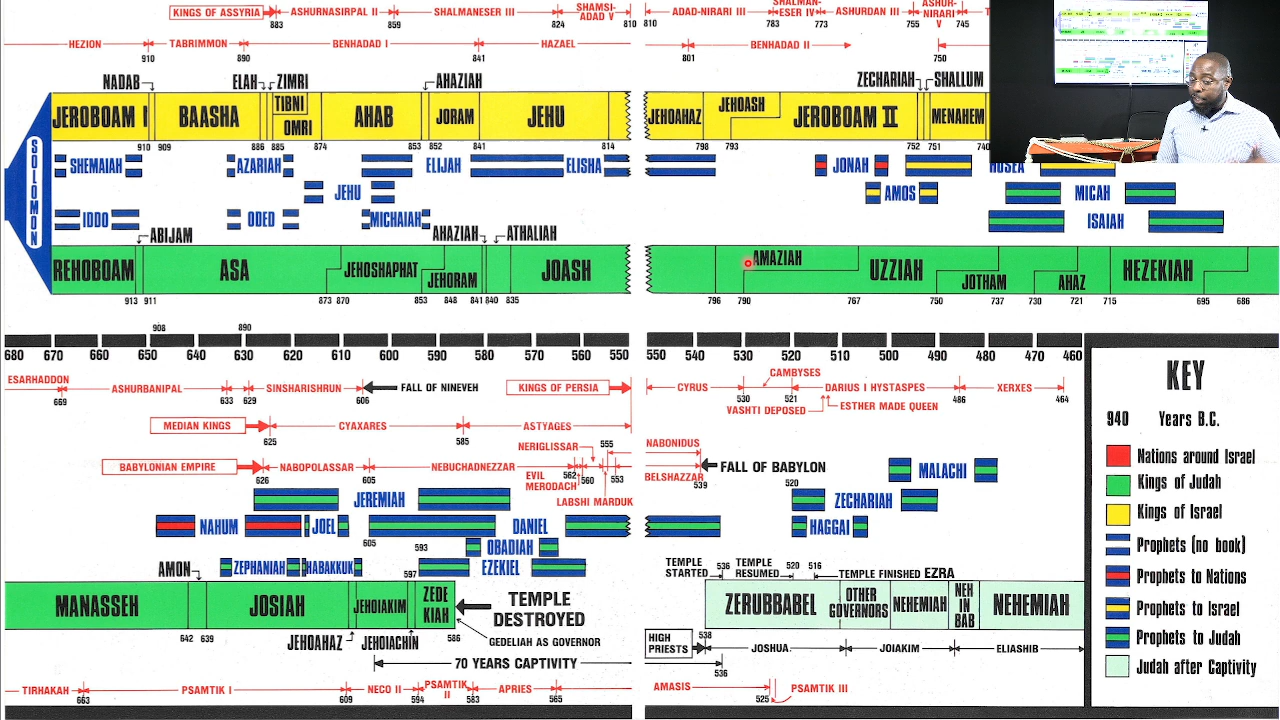 KINGS OF ASSYRIA ASHURNASIRPAL II SHALMANESER III SHAMSI-ADAD V ADAD-NIRARI III SHALMAN-ESER IV ASHURDAN III ASHUR-NIRARI V
883 859 824 810 810 783 773 755 745
HEZION TABRIMMON BENHADAD I HAZAEL BENHADAD II
910 890 841 801 750
NADAB ELAH ZIMRI AHAZIAH ZECHARIAH SHALLUM
JEROBOAM I BAASHA TIBNI OMRI AHAB JORAM JEHU JEHOAHAZ JEHOASH JEROBOAM II MENAHEM
910 909 886 885 874 853 852 841 814 798 793 752 751 740
SOLOMON
SHEMAIAH AZARIAH ELIJAH ELISHA JONAH HOSEA
JEHU AMOS MICAH
IDDO ODED MICHAIAH ISAIAH
ABIJAM AHAZIAH ATHALIAH
REHOBOAM ASA JEHOSHAPHAT JEHORAM JOASH AMAZIAH UZZIAH JOTHAM AHAZ HEZEKIAH
913 911 873 870 853 848 841 840 835 796 790 767 750 737 730 721 715 695 686
908 890
680 670 660 650 640 630 620 610 600 590 580 570 560 550 550 540 530 520 510 500 490 480 470 460
ESARHADDON ASHURBANIPAL SINSHARISHRUN FALL OF NINEVEH KINGS OF PERSIA CYRUS CAMBYSES DARIUS I HYSTASPES XERXES
669 633 629 606 530 521 486 464
VASHTI DEPOSED ESTHER MADE QUEEN
MEDIAN KINGS CYAXARES ASTYAGES
625 585
NERIGLISSAR 555 NABONIDUS
BABYLONIAN EMPIRE NABOPOLASSAR NEBUCHADNEZZAR FALL OF BABYLON
626 605 562 560 553 539
EVIL MERODACH LABSHI MARDUK BELSHAZZAR
MALACHI
JEREMIAH 520 ZECHARIAH
NAHUM JOEL DANIEL HAGGAI
605 593 OBADIAH
ZEPHANIAH HABAKKUK EZEKIEL
AMON 597
TEMPLE STARTED 536 TEMPLE RESUMED 520 516 TEMPLE FINISHED EZRA
MANASSEH JOSIAH JEHOIAKIM ZEDEKIAH TEMPLE DESTROYED ZERUBBABEL OTHER GOVERNORS NEHEMIAH NEH IN BAB NEHEMIAH
642 639 586
JEHOAHAZ JEHOIACHIN GEDELIAH AS GOVERNOR
HIGH PRIESTS 538 JOSHUA JOIAKIM ELIASHIB
70 YEARS CAPTIVITY 536
TIRHAKAH PSAMTIK I NECO II PSAMTIK II APRIES AMASIS PSAMTIK III
663 609 594 583 565 525
KEY
940 Years B.C.
Nations around Israel
Kings of Judah
Kings of Israel
Prophets (no book)
Prophets to Nations
Prophets to Israel
Prophets to Judah
Judah after Captivity